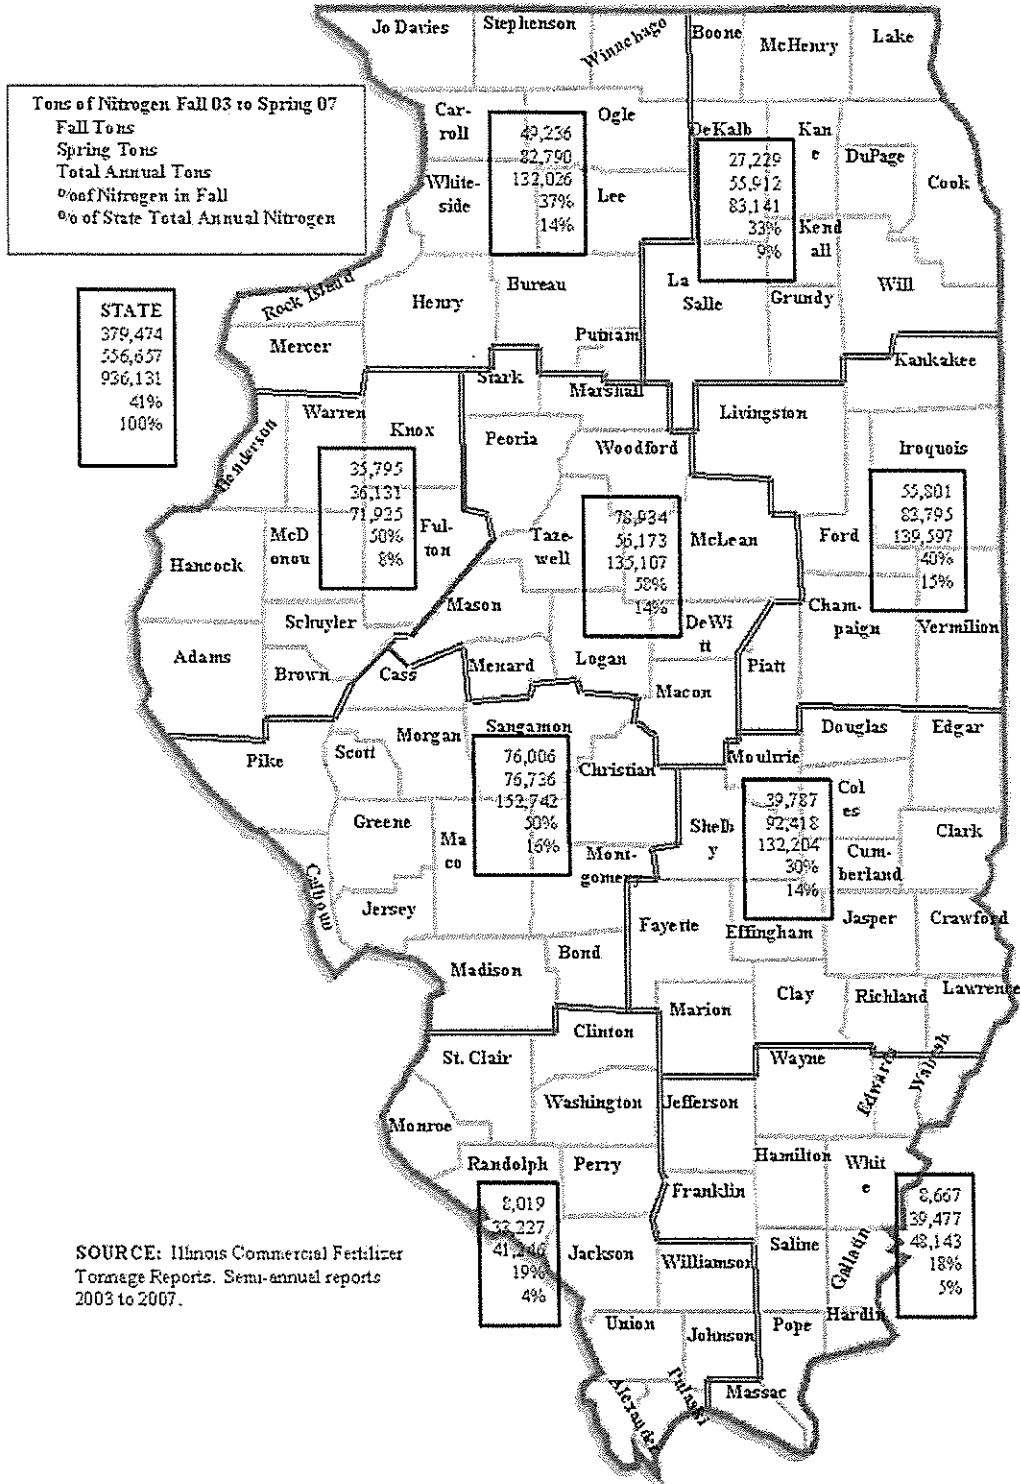 Jo Davies
Stephenson
Winnebago
Boone
McHenry
Lake
Tons of Nitrogen Fall 03 to Spring 07
Fall Tons
Spring Tons
Total Annual Tons
% of Nitrogen in Fall
% of State Total Annual Nitrogen
Car-
roll
Ogle
49,236
82,790
132,026
37%
14%
White-
side
Lee
DeKalb
Kan
e
DuPage
Cook
27,229
55,912
83,141
33%
9%
Kend
all
Will
Rock Island
Henry
Bureau
La
Salle
Grundy
Mercer
Putnam
STATE
379,474
556,657
936,131
41%
100%
Kankakee
Stark
Marshall
Livingston
Warren
Knox
Peoria
Woodford
Iroquois
Henderson
35,795
36,131
71,925
50%
8%
McD
onou
Ful-
ton
Hancock
78,934
56,173
135,107
58%
14%
Taze-
well
McLean
Ford
55,801
83,795
139,597
40%
15%
Mason
Schuyler
DeWi
tt
Cham-
paign
Vermilion
Adams
Brown
Cass
Menard
Logan
Piatt
Macon
Pike
Scott
Morgan
Sangamon
76,006
76,736
152,742
50%
16%
Christian
Moultrie
Douglas
Edgar
Greene
Ma
co
Shelb
y
39,787
92,418
132,204
30%
14%
Col
es
Clark
Mont-
gomery
Cum-
berland
Calhoun
Jersey
Fayette
Effingham
Jasper
Crawford
Madison
Bond
Marion
Clay
Richland
Lawrence
Clinton
St. Clair
Wayne
Edwards
Wabash
Washington
Jefferson
Monroe
Randolph
Perry
Hamilton
Whit
e
Franklin
8,019
33,227
41,246
19%
4%
8,667
39,477
48,143
18%
5%
SOURCE: Illinois Commercial Fertilizer
Tonnage Reports. Semi-annual reports
2003 to 2007.
Jackson
Williamson
Saline
Gallatin
Union
Johnson
Pope
Hardin
Alexander
Pulaski
Massac